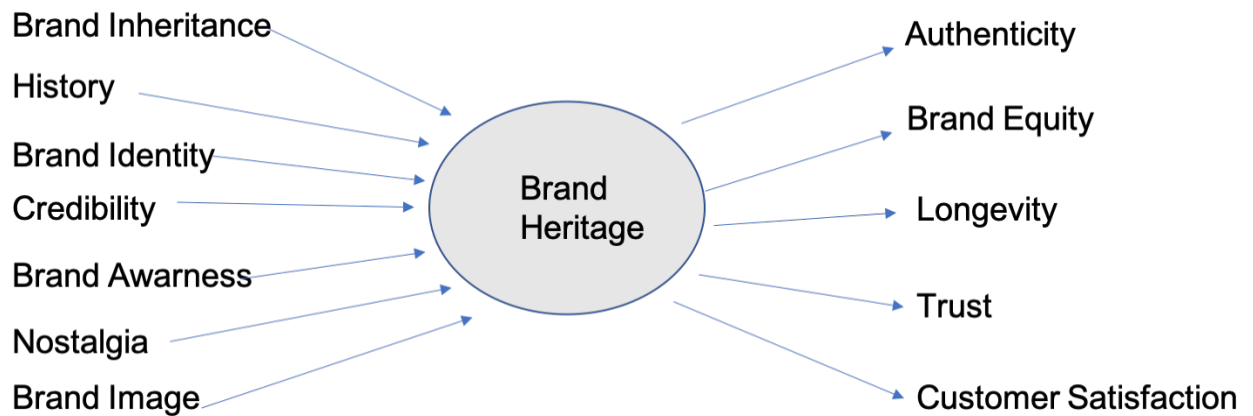 Brand Inheritance
History
Brand Identity
Credibility
Brand Awarness
Nostalgia
Brand Image
Brand
Heritage
Authenticity
Brand Equity
Longevity
Trust
Customer Satisfaction